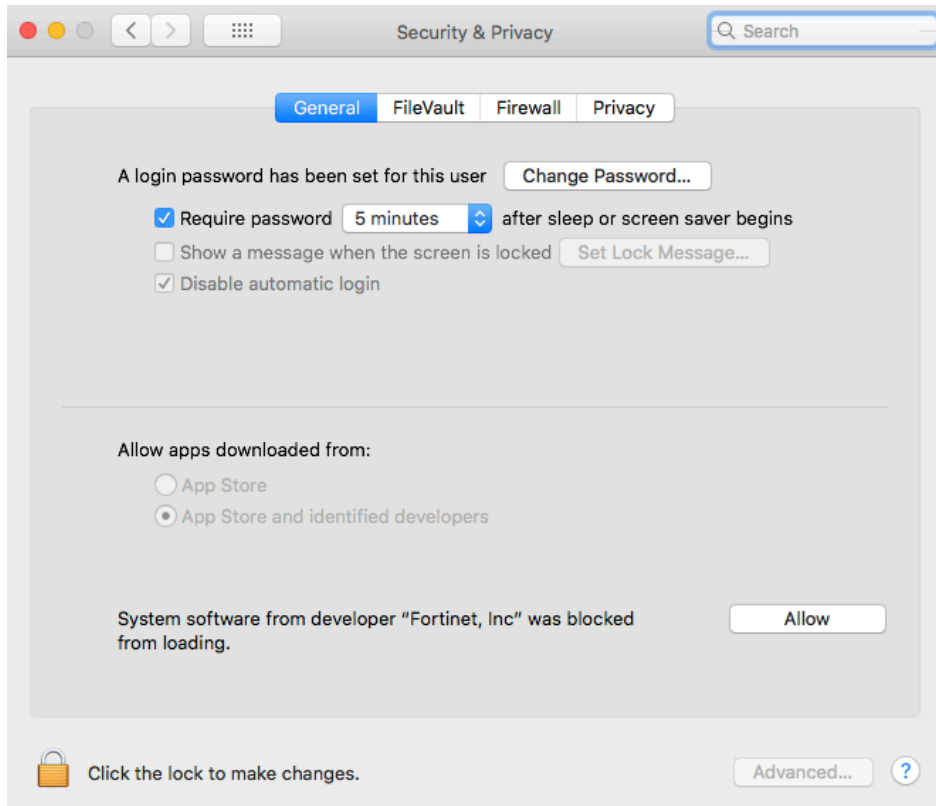 Security & Privacy
Search
General FileVault Firewall Privacy
A login password has been set for this user Change Password...
Require password 5 minutes after sleep or screen saver begins
Show a message when the screen is locked Set Lock Message...
Disable automatic login
Allow apps downloaded from:
App Store
App Store and identified developers
System software from developer “Fortinet, Inc” was blocked Allow
from loading.
Click the lock to make changes. Advanced... ?